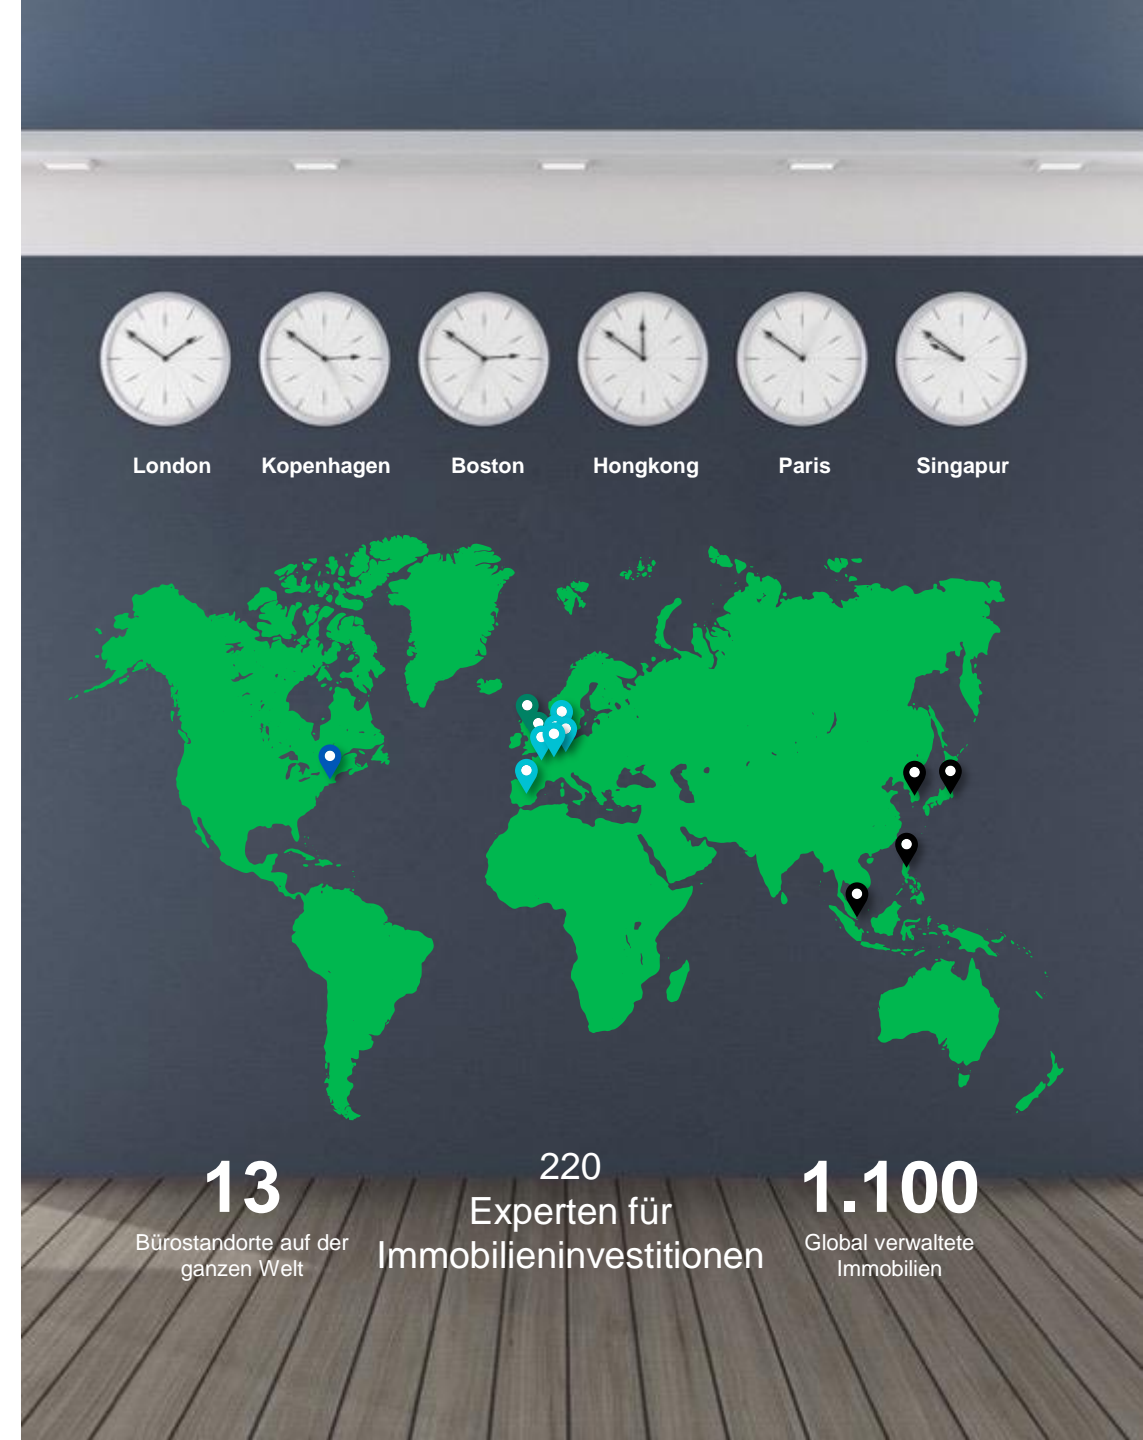 London
Kopenhagen
Boston
Hongkong
Paris
Singapur
13
Bürostandorte auf der
ganzen Welt
220
Experten für
Immobilieninvestitionen
1.100
Global verwaltete
Immobilien